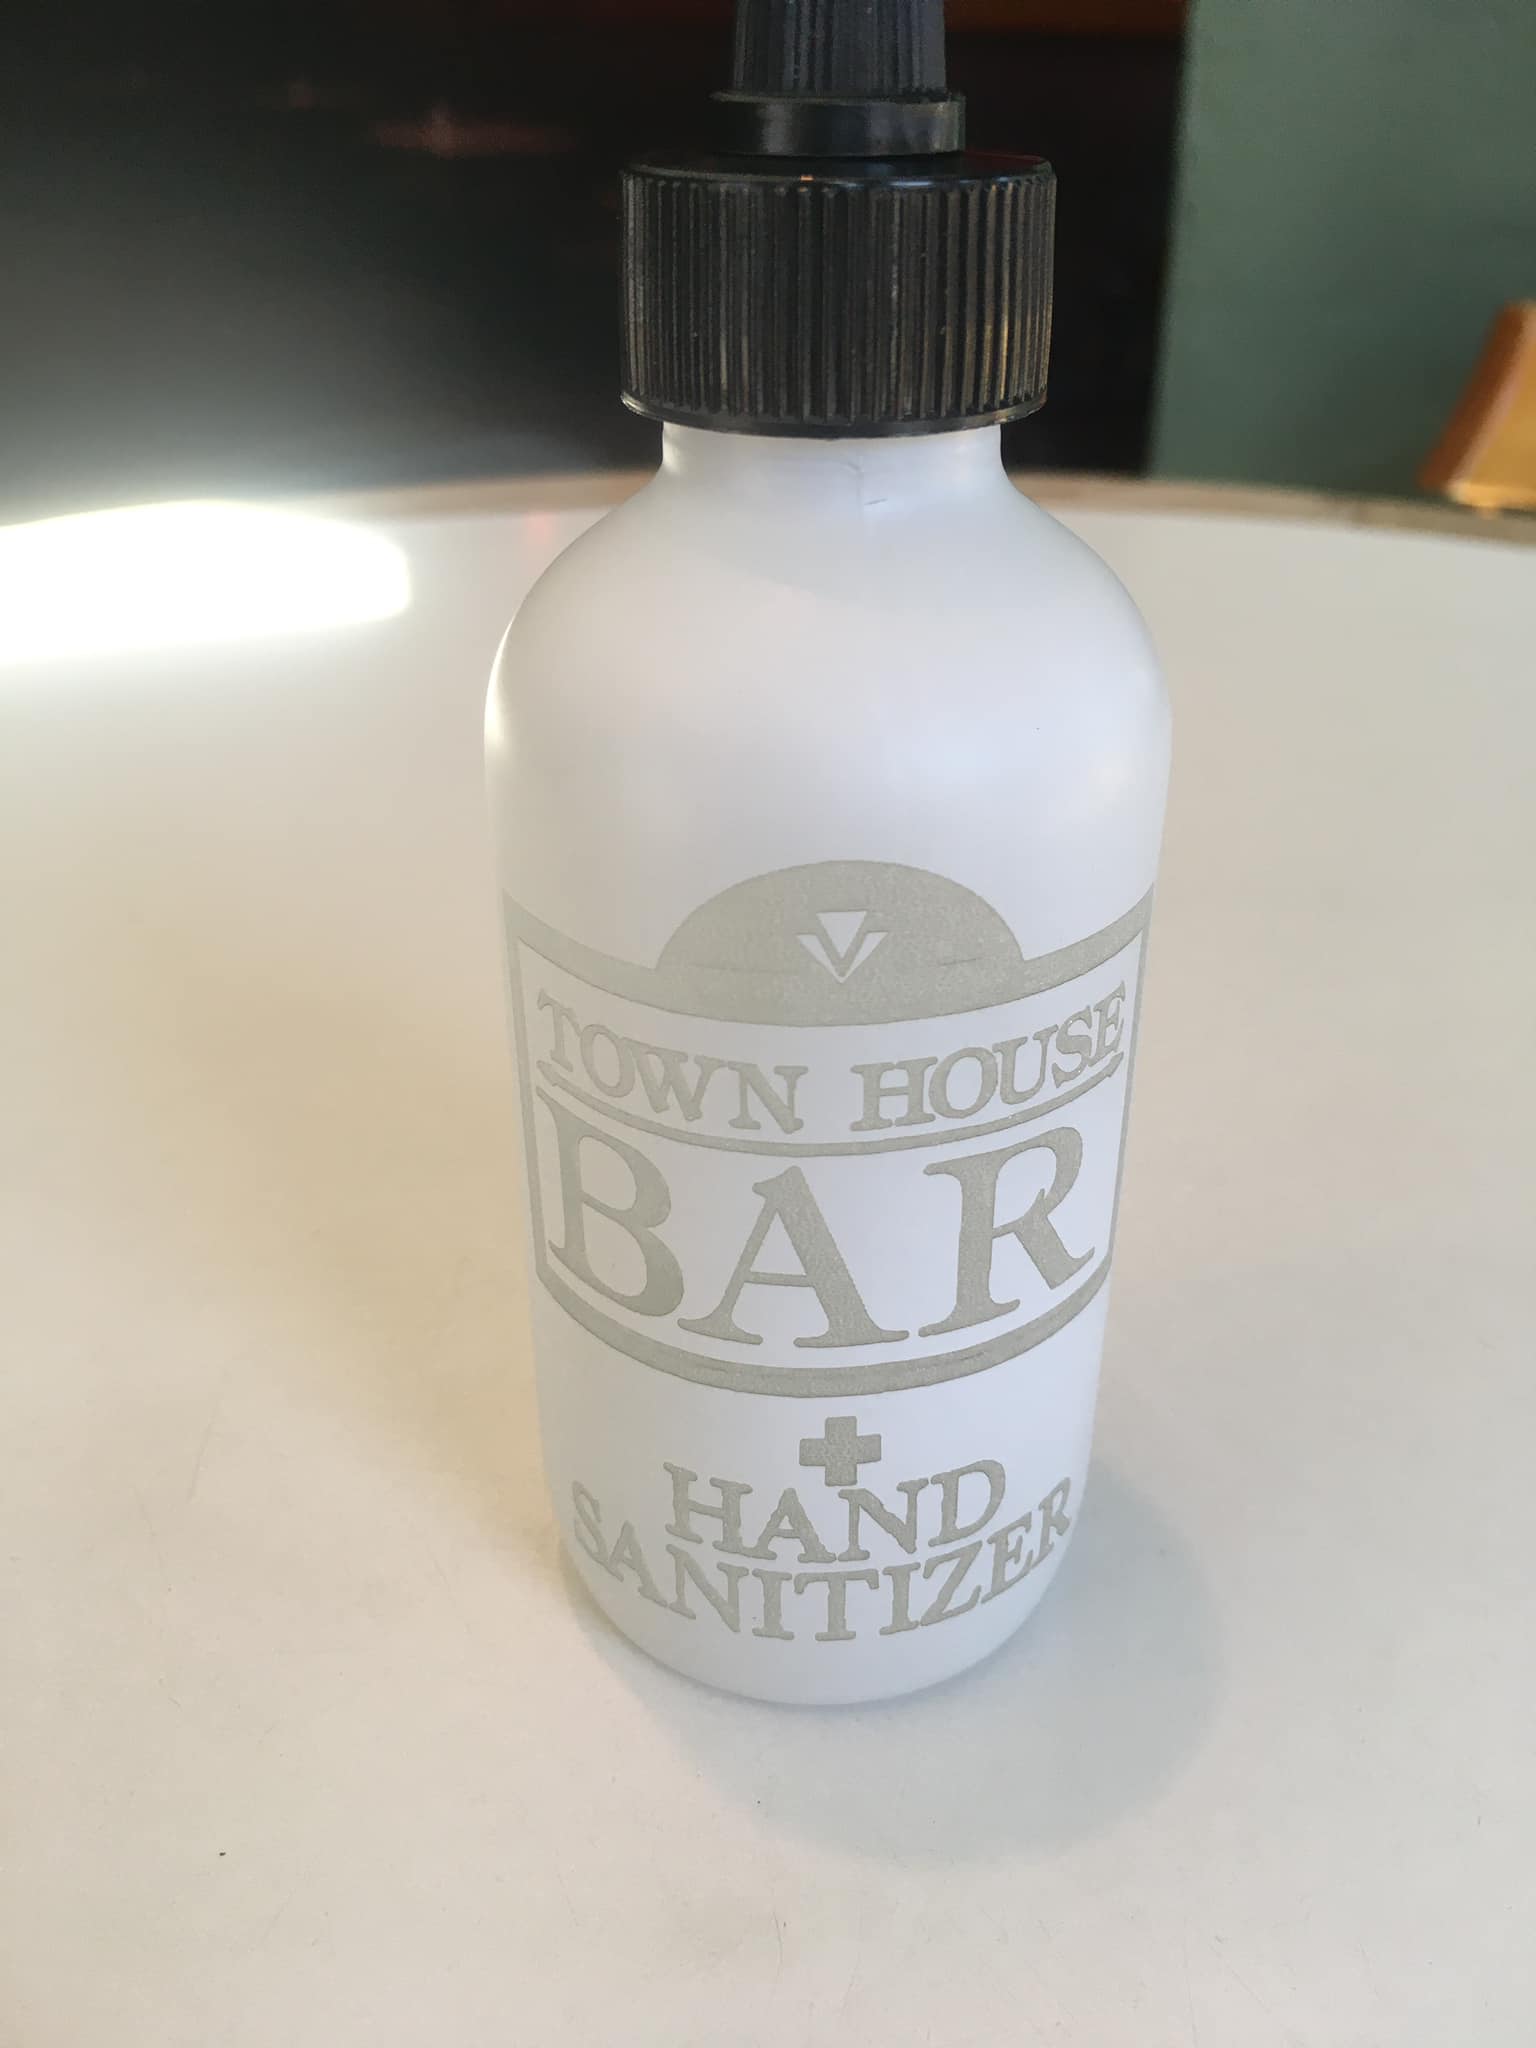 TOWN HOUSE
BAR
HAND
SANITIZER